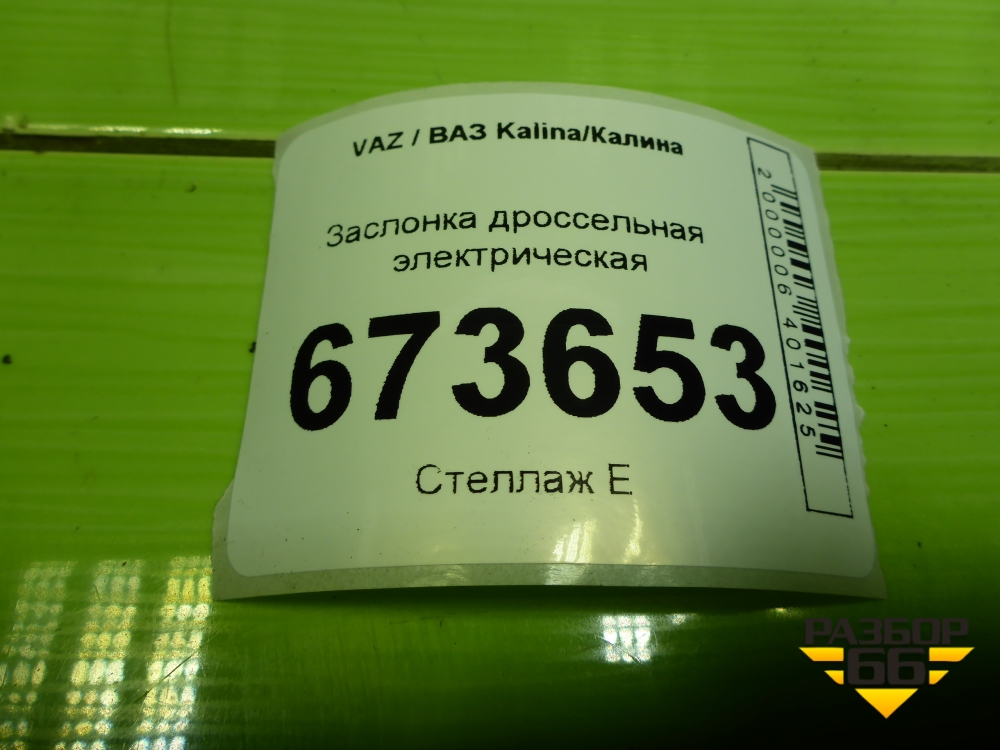 VAZ / ВАЗ Kalina/Калина
Заслонка дроссельная
электрическая
673653
Стеллаж Е
2000006401625
РАЗБОР
66